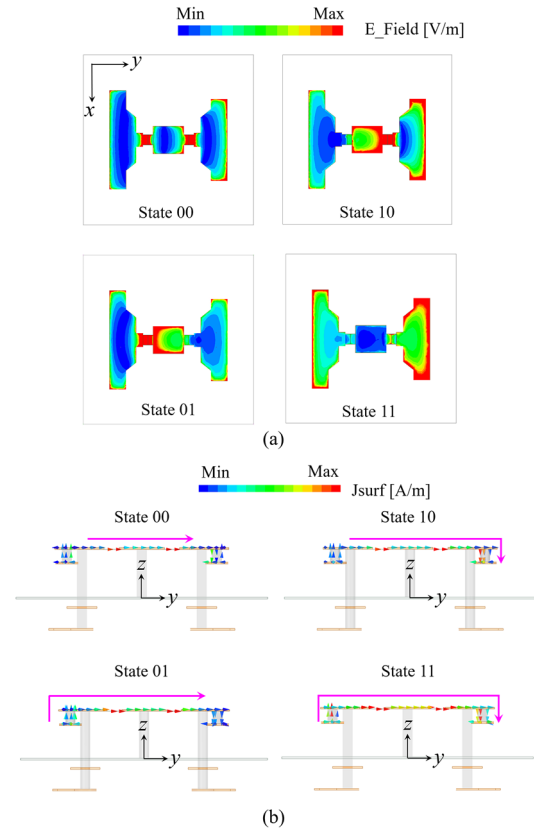 Min Max E_Field [V/m]
y
x
State 00 State 10
State 01 State 11
(a)
Min Max Jsurf [A/m]
State 00 State 10
z y z y
State 01 State 11
z y z y
(b)